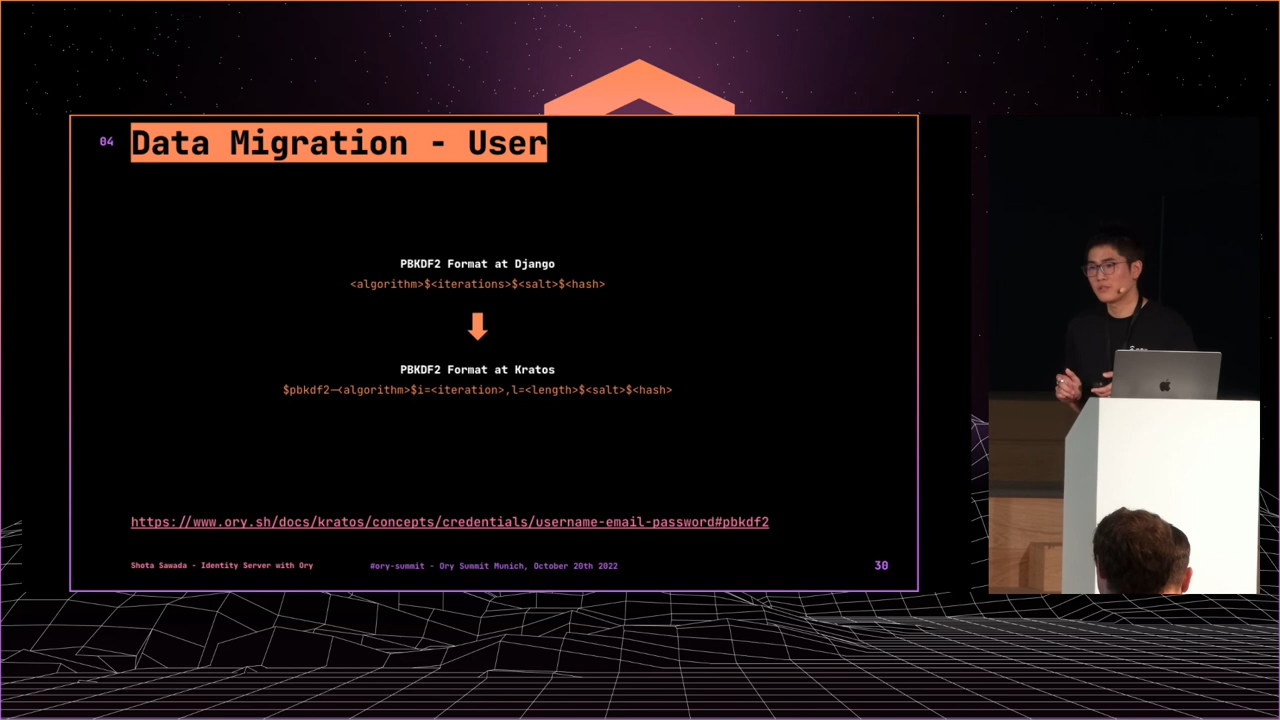 04
Data Migration - User
PBKDF2 Format at Django
<algorithm>$<iterations>$<salt>$<hash>
PBKDF2 Format at Kratos
$pbkdf2-<algorithm>$i=<iteration>,l=<length>$<salt>$<hash>
https://www.ory.sh/docs/kratos/concepts/credentials/username-email-password#pbkdf2
Shota Sawada - Identity Server with Ory
#ory-summit - Ory Summit Munich, October 20th 2022
30